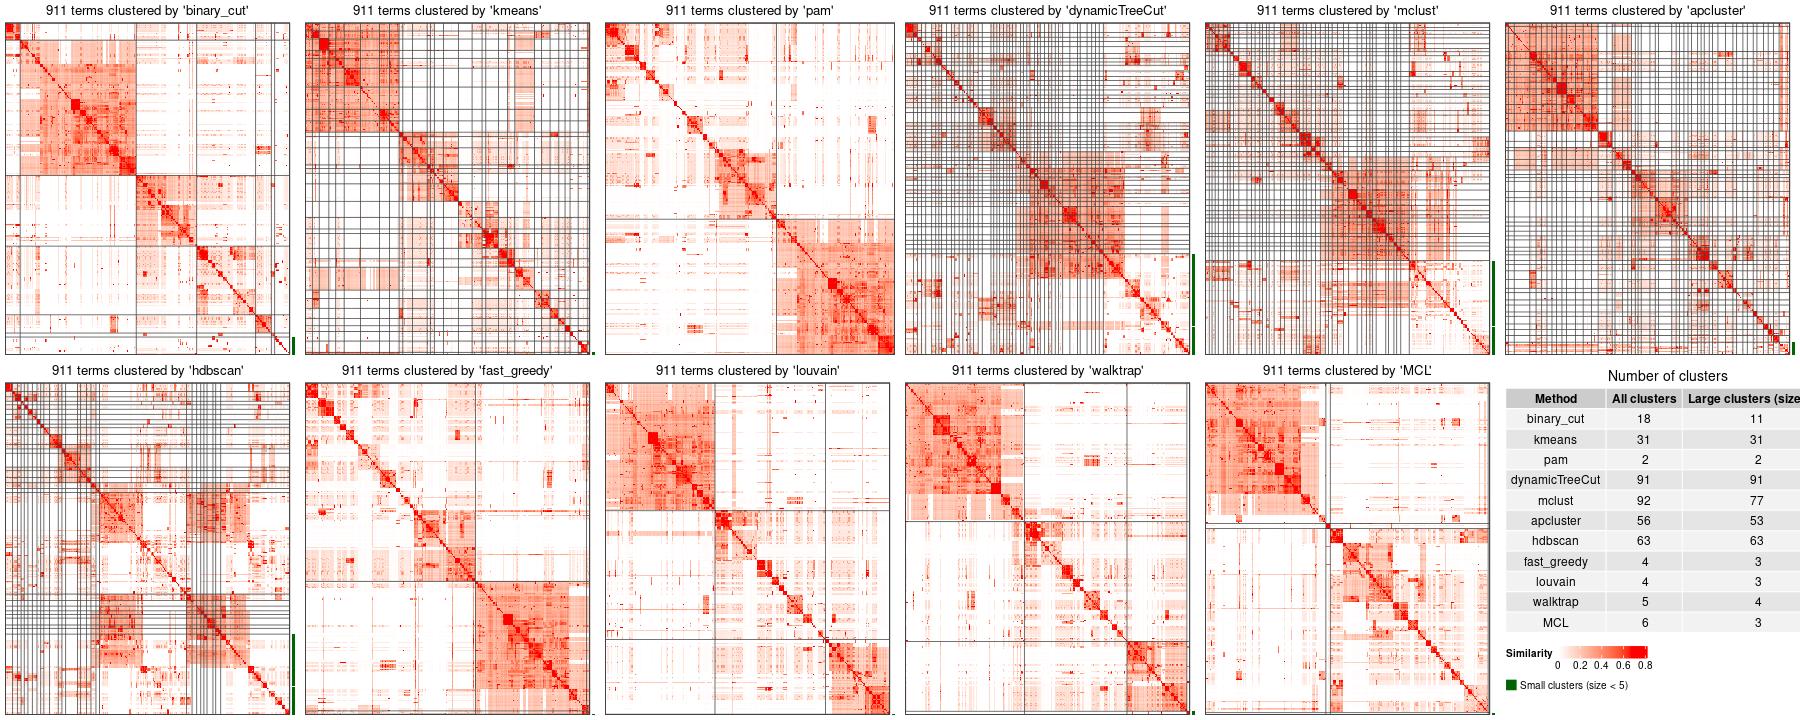 911 terms clustered by 'binary_cut'
911 terms clustered by 'kmeans'
911 terms clustered by 'pam'
911 terms clustered by 'dynamicTreeCut'
911 terms clustered by 'mclust'
911 terms clustered by 'apcluster'
911 terms clustered by 'hdbscan'
911 terms clustered by 'fast_greedy'
911 terms clustered by 'louvain'
911 terms clustered by 'walktrap'
911 terms clustered by 'MCL'
Number of clusters
Method All clusters Large clusters (size
binary_cut 18 11
kmeans 31 31
pam 2 2
dynamicTreeCut 91 91
mclust 92 77
apcluster 56 53
hdbscan 63 63
fast_greedy 4 3
louvain 4 3
walktrap 5 4
MCL 6 3
Similarity
0 0.2 0.4 0.6 0.8
Small clusters (size < 5)